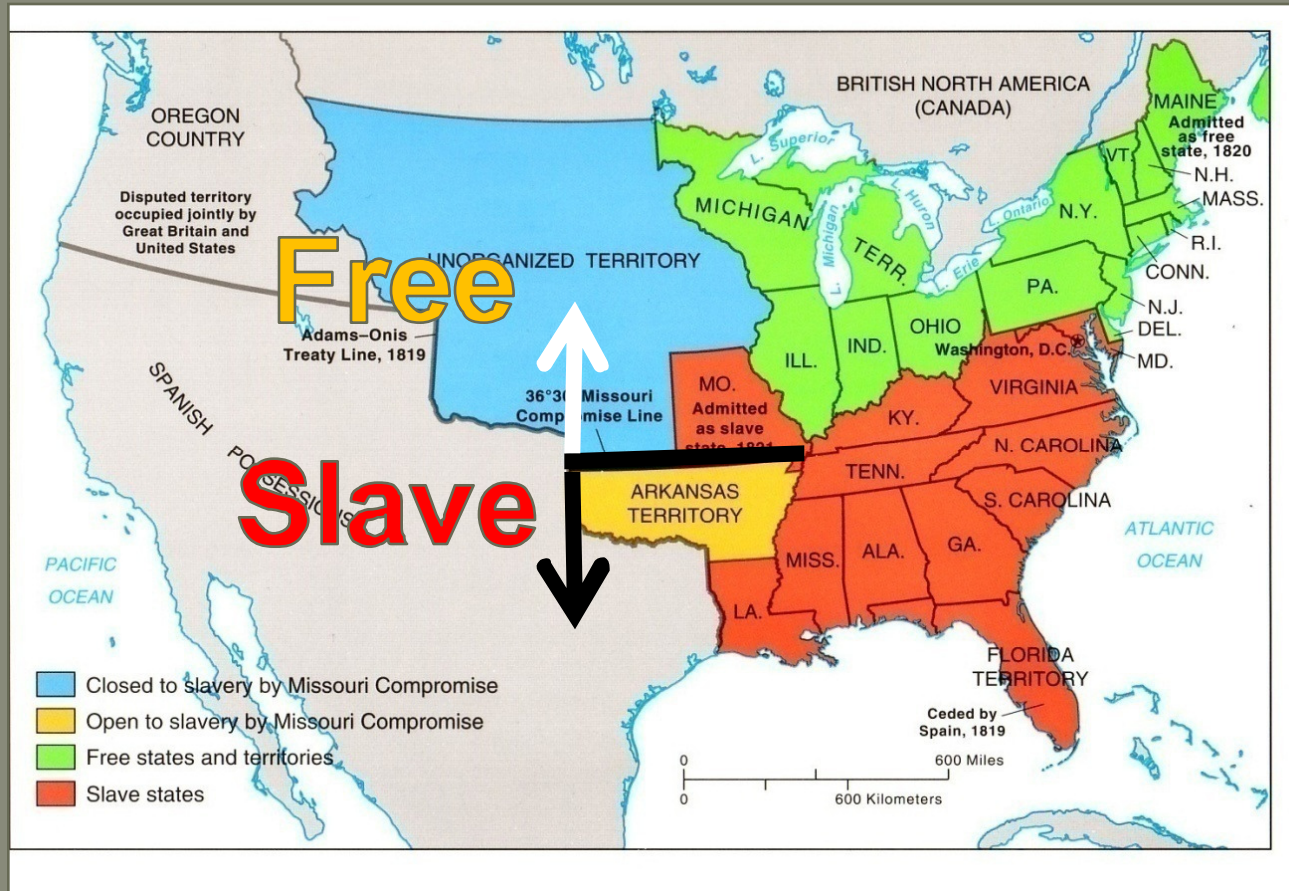 BRITISH NORTH AMERICA
(CANADA)
OREGON
COUNTRY
MAINE
Admitted
as free
state, 1820
L. Superior
VT.
N.H.
MASS.
Disputed territory
occupied jointly by
Great Britain and
United States
MICHIGAN
TERR.
L. Michigan
Huron
L. Ontario
L. Erie
N.Y.
R.I.
CONN.
UNORGANIZED TERRITORY
Free
PA.
N.J.
DEL.
MD.
Adams–Onis
Treaty Line, 1819
OHIO
IND.
ILL.
Washington, D.C.
MO.
Admitted
as slave
state, 1821
36°30' Missouri
Compromise Line
VIRGINIA
KY.
SPANISH
POSSESSIONS
N. CAROLINA
TENN.
Slave
ARKANSAS
TERRITORY
S. CAROLINA
ATLANTIC
OCEAN
MISS.
ALA.
GA.
PACIFIC
OCEAN
LA.
FLORIDA
TERRITORY
Ceded by
Spain, 1819
Closed to slavery by Missouri Compromise
Open to slavery by Missouri Compromise
Free states and territories
Slave states
0
600 Miles
0
600 Kilometers